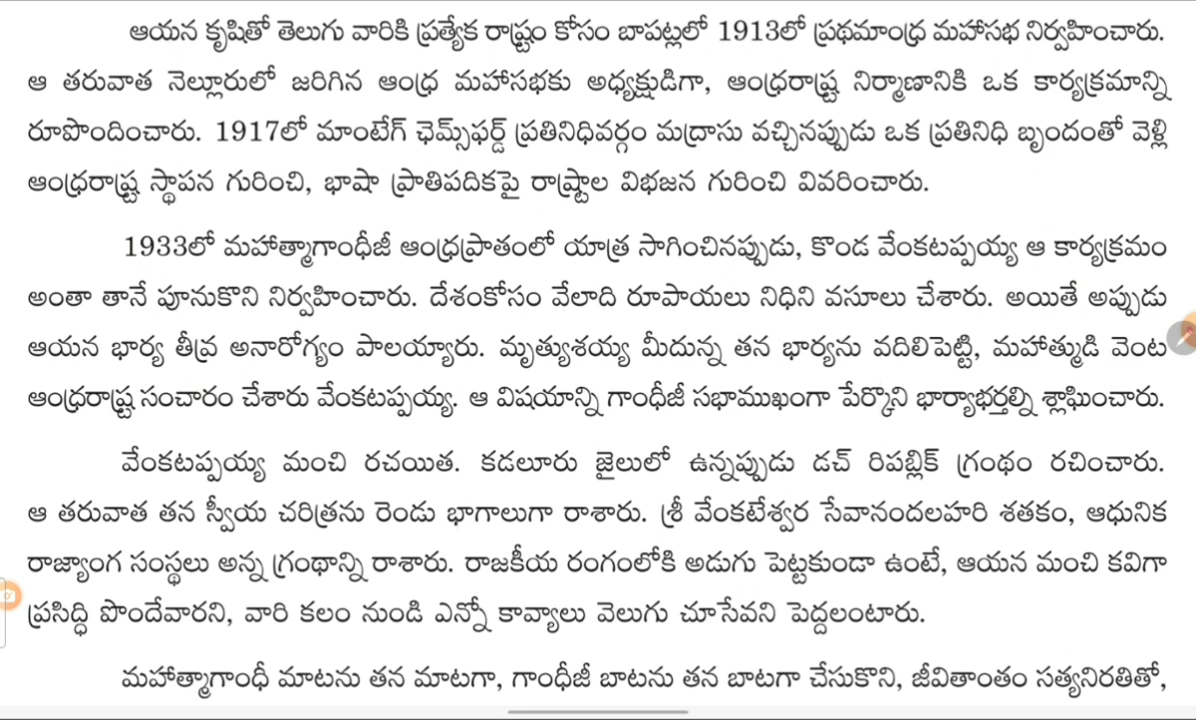 ఆయన కృషితో తెలుగు వారికి ప్రత్యేక రాష్ట్రం కోసం బాపట్లలో 1913లో ప్రథమాంధ్ర మహాసభ నిర్వహించారు.
ఆ తరువాత నెల్లూరులో జరిగిన ఆంధ్ర మహాసభకు అధ్యక్షుడిగా, ఆంధ్రరాష్ట్ర నిర్మాణానికి ఒక కార్యక్రమాన్ని
రూపొందించారు. 1917లో మాంటేగ్ ఛెమ్స్‌ఫర్డ్ ప్రతినిధివర్గం మద్రాసు వచ్చినప్పుడు ఒక ప్రతినిధి బృందంతో వెళ్లి
ఆంధ్రరాష్ట్ర స్థాపన గురించి, భాషా ప్రాతిపదికపై రాష్ట్రాల విభజన గురించి వివరించారు.
1933లో మహాత్మాగాంధీజీ ఆంధ్రప్రాతంలో యాత్ర సాగించినప్పుడు, కొండ వేంకటప్పయ్య ఆ కార్యక్రమం
అంతా తానే పూనుకొని నిర్వహించారు. దేశంకోసం వేలాది రూపాయలు నిధిని వసూలు చేశారు. అయితే అప్పుడు
ఆయన భార్య తీవ్ర అనారోగ్యం పాలయ్యారు. మృత్యుశయ్య మీదున్న తన భార్యను వదిలిపెట్టి, మహాత్ముడి వెంట
ఆంధ్రరాష్ట్ర సంచారం చేశారు వేంకటప్పయ్య. ఆ విషయాన్ని గాంధీజీ సభాముఖంగా పేర్కొని భార్యాభర్తల్ని శ్లాఘించారు.
వేంకటప్పయ్య మంచి రచయిత. కడలూరు జైలులో ఉన్నప్పుడు డచ్ రిపబ్లిక్ గ్రంథం రచించారు.
ఆ తరువాత తన స్వీయ చరిత్రను రెండు భాగాలుగా రాశారు. శ్రీ వేంకటేశ్వర సేవానందలహరి శతకం, ఆధునిక
రాజ్యాంగ సంస్థలు అన్న గ్రంథాన్ని రాశారు. రాజకీయ రంగంలోకి అడుగు పెట్టకుండా ఉంటే, ఆయన మంచి కవిగా
ప్రసిద్ధి పొందేవారని, వారి కలం నుండి ఎన్నో కావ్యాలు వెలుగు చూసేవని పెద్దలంటారు.
మహాత్మాగాంధీ మాటను తన మాటగా, గాంధీజీ బాటను తన బాటగా చేసుకొని, జీవితాంతం సత్యనిరతితో,